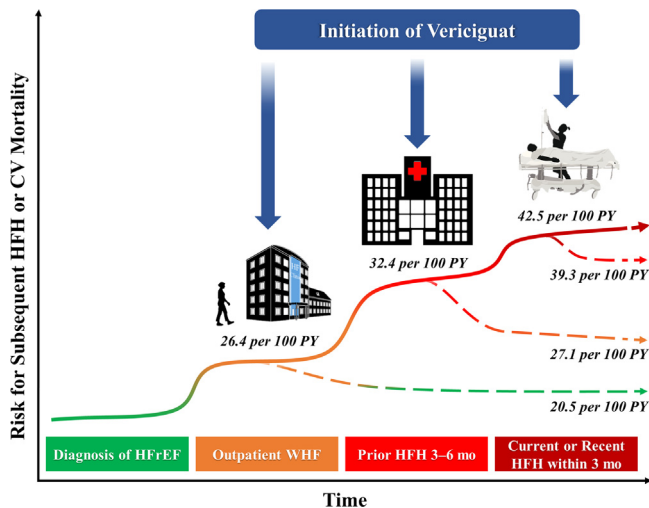 Initiation of Vericiguat
Risk for Subsequent HFH or CV Mortality
42.5 per 100 PY
32.4 per 100 PY
39.3 per 100 PY
26.4 per 100 PY
27.1 per 100 PY
20.5 per 100 PY
Diagnosis of HFrEF
Outpatient WHF
Prior HFH 3–6 mo
Current or Recent
HFH within 3 mo
Time